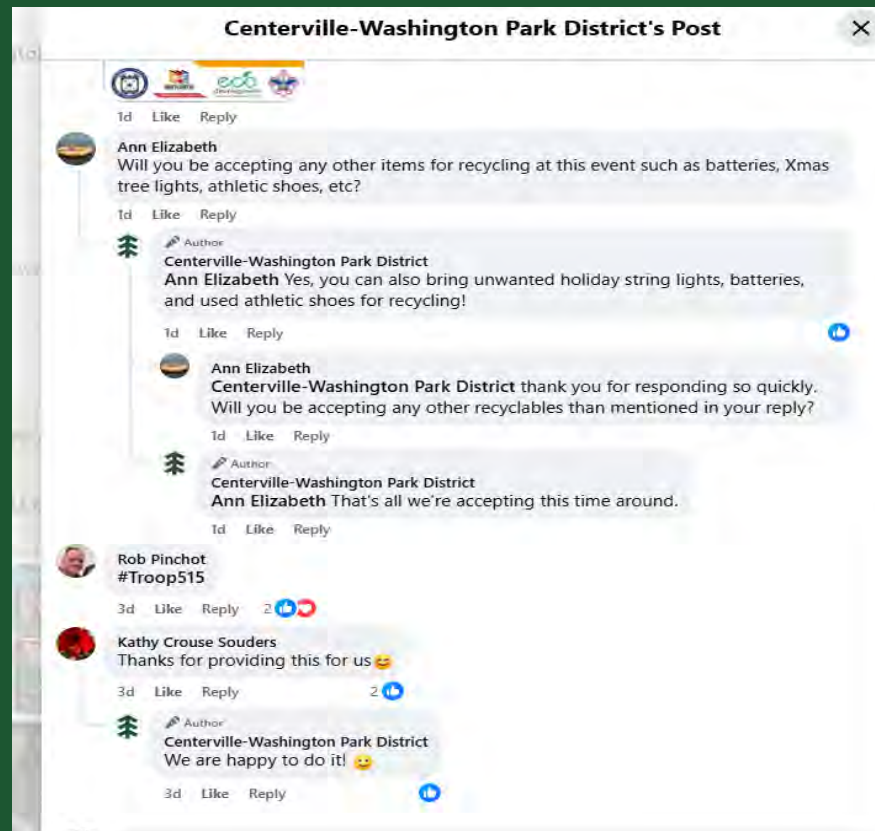 Centerville-Washington Park District's Post
eco
1d Like Reply
Ann Elizabeth
Will you be accepting any other items for recycling at this event such as batteries, Xmas
tree lights, athletic shoes, etc?
1d Like Reply
Author
Centerville-Washington Park District
Ann Elizabeth Yes, you can also bring unwanted holiday string lights, batteries,
and used athletic shoes for recycling!
1d Like Reply
Ann Elizabeth
Centerville-Washington Park District thank you for responding so quickly.
Will you be accepting any other recyclables than mentioned in your reply?
1d Like Reply
Author
Centerville-Washington Park District
Ann Elizabeth That's all we're accepting this time around.
1d Like Reply
Rob Pinchot
#Troop515
3d Like Reply 2
Kathy Crouse Souders
Thanks for providing this for us😄
3d Like Reply 2
Author
Centerville-Washington Park District
We are happy to do it! 🙂
3d Like Reply